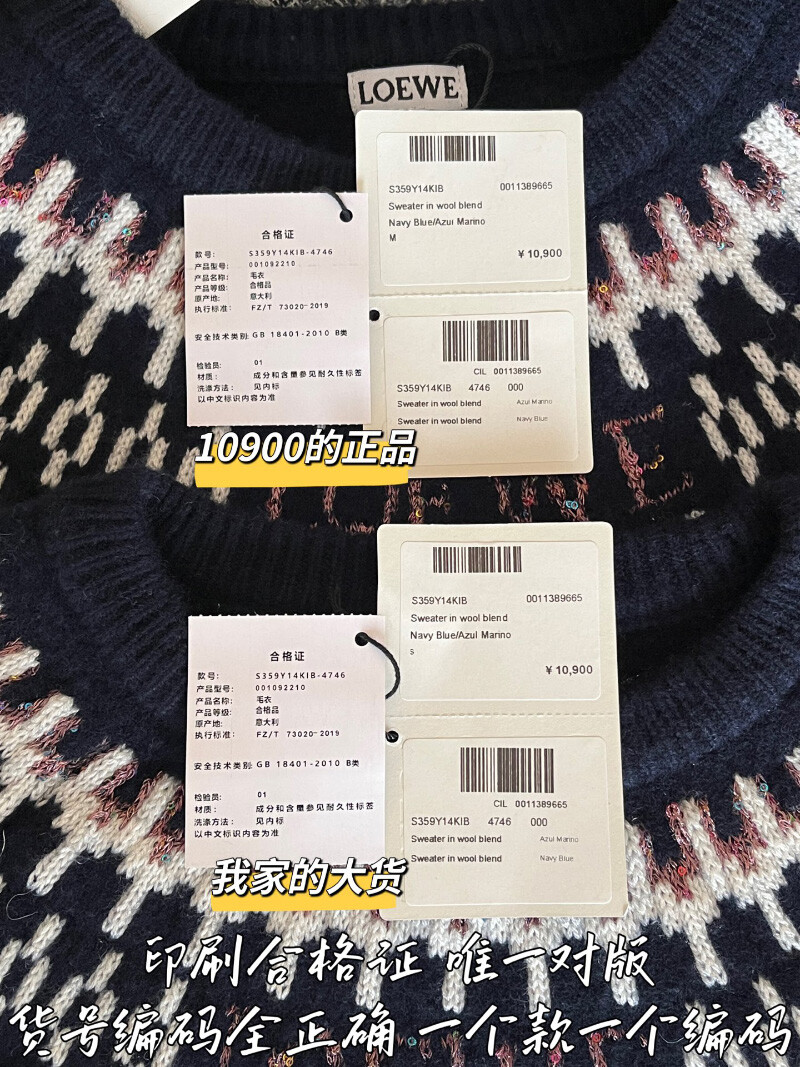 LOEWE
S359Y14KIB 0011389665
Sweater in wool blend
Navy Blue/Azul Marino
M
¥ 10,900
合格证
款号: S359Y14KIB-4746
产品型号: 001092210
产品名称: 毛衣
产品等级: 合格品
原产地: 意大利
执行标准: FZ/T 73020-2019
安全技术类别: GB 18401-2010 B类
检验员: 01
材质: 成分和含量参见耐久性标签
洗涤方法: 见内标
以中文标识内容为准
CIL 0011389665
S359Y14KIB 4746 000
Sweater in wool blend Azul Marino
Sweater in wool blend Navy Blue
10900的正品
S359Y14KIB 0011389665
Sweater in wool blend
Navy Blue/Azul Marino
S
¥ 10,900
合格证
款号: S359Y14KIB-4746
产品型号: 001092210
产品名称: 毛衣
产品等级: 合格品
原产地: 意大利
执行标准: FZ/T 73020-2019
安全技术类别: GB 18401-2010 B类
检验员: 01
材质: 成分和含量参见耐久性标签
洗涤方法: 见内标
以中文标识内容为准
CIL 0011389665
S359Y14KIB 4746 000
Sweater in wool blend Azul Marino
Sweater in wool blend Navy Blue
我家的大货
印刷合格证 唯一对版
货号编码全正确一个款一个编码